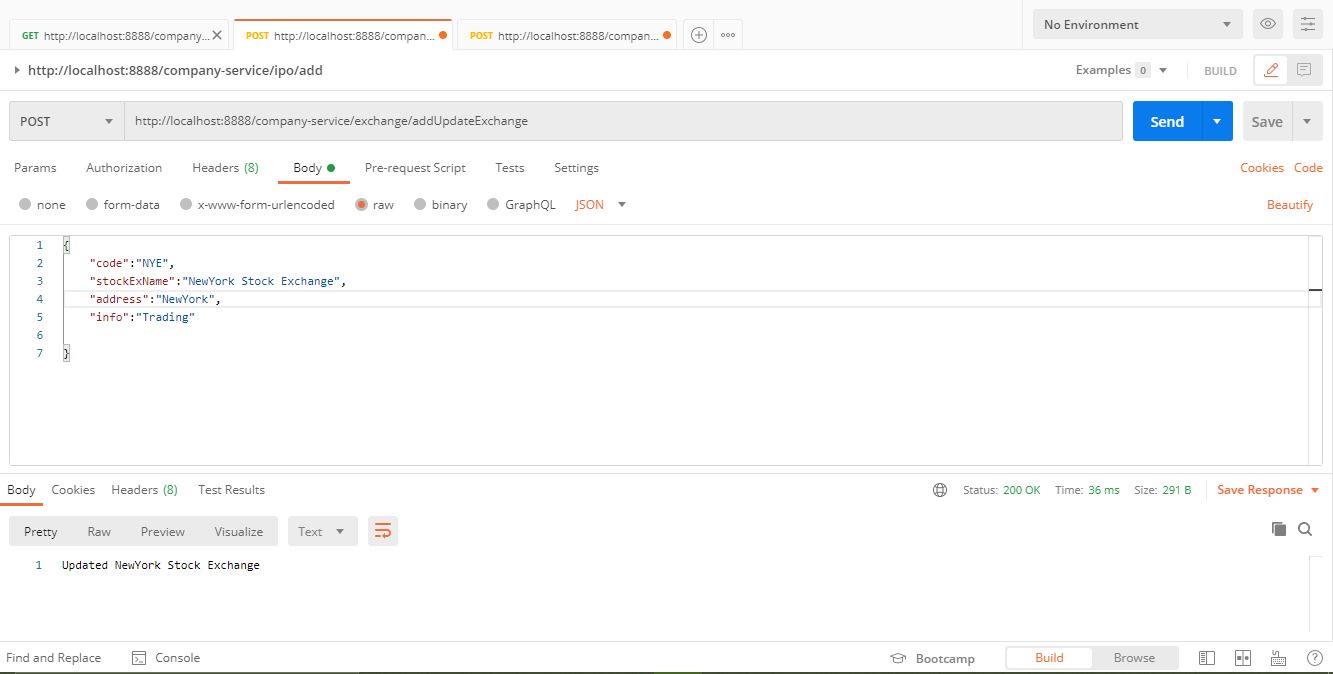 GET http://localhost:8888/company...
POST http://localhost:8888/compan...
POST http://localhost:8888/compan...
No Environment
http://localhost:8888/company-service/ipo/add
Examples 0
BUILD
POST http://localhost:8888/company-service/exchange/addUpdateExchange
Send
Save
Params Authorization Headers (8) Body Pre-request Script Tests Settings
Cookies Code
none form-data x-www-form-urlencoded raw binary GraphQL JSON
Beautify
1 {
2 "code":"NYE",
3 "stockExName":"NewYork Stock Exchange",
4 "address":"NewYork",
5 "info":"Trading"
6
7 }
Body Cookies Headers (8) Test Results
Status: 200 OK Time: 36 ms Size: 291 B Save Response
Pretty Raw Preview Visualize Text
1 Updated NewYork Stock Exchange
Find and Replace Console
Bootcamp Build Browse